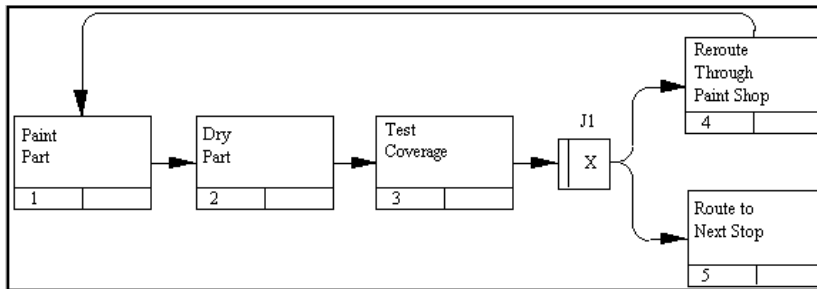 Paint
Part
1
Dry
Part
2
Test
Coverage
3
J1
X
Reroute
Through
Paint Shop
4
Route to
Next Stop
5